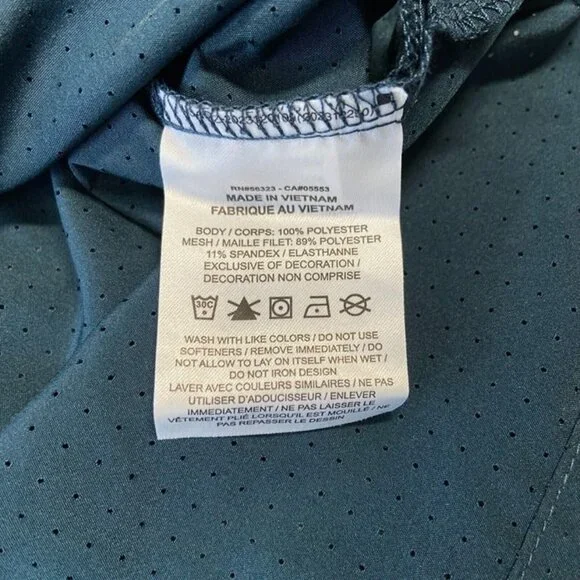 RN#56323 - CA#05553
MADE IN VIETNAM
FABRIQUE AU VIETNAM
BODY / CORPS: 100% POLYESTER
MESH / MAILLE FILET: 89% POLYESTER
11% SPANDEX / ELASTHANNE
EXCLUSIVE OF DECORATION /
DECORATION NON COMPRISE
30C
WASH WITH LIKE COLORS / DO NOT USE
SOFTENERS / REMOVE IMMEDIATELY / DO
NOT ALLOW TO LAY ON ITSELF WHEN WET /
DO NOT IRON DESIGN
LAVER AVEC COULEURS SIMILAIRES / NE PAS
UTILISER D'ADOUCISSEUR / ENLEVER
IMMEDIATEMENT / NE PAS LAISSER LE
VÊTEMENT PLIÉ LORSQU'IL EST MOUILLÉ / NE
PAS REPASSER LE DESSIN